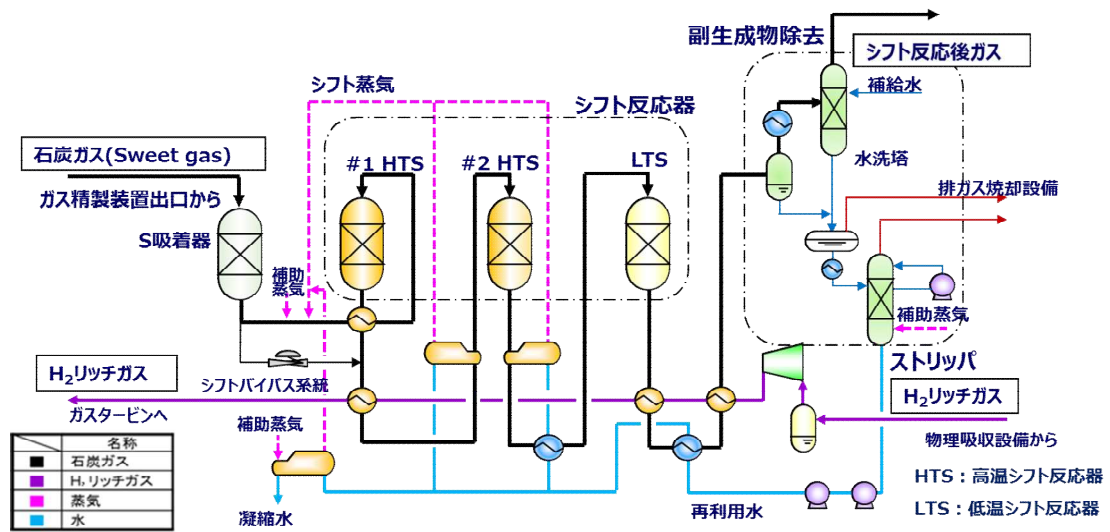 副生成物除去
シフト反応後ガス
シフト蒸気
シフト反応器
補給水
石炭ガス(Sweet gas)
#1 HTS
#2 HTS
LTS
水洗塔
ガス精製装置出口から
排ガス焼却設備
S吸着器
補助
蒸気
補助蒸気
ストリッパ
H₂リッチガス
シフトバイパス系統
H₂リッチガス
ガスタービンへ
補助蒸気
物理吸収設備から
名称
石炭ガス
H₂リッチガス
蒸気
水
HTS：高温シフト反応器
凝縮水
再利用水
LTS：低温シフト反応器